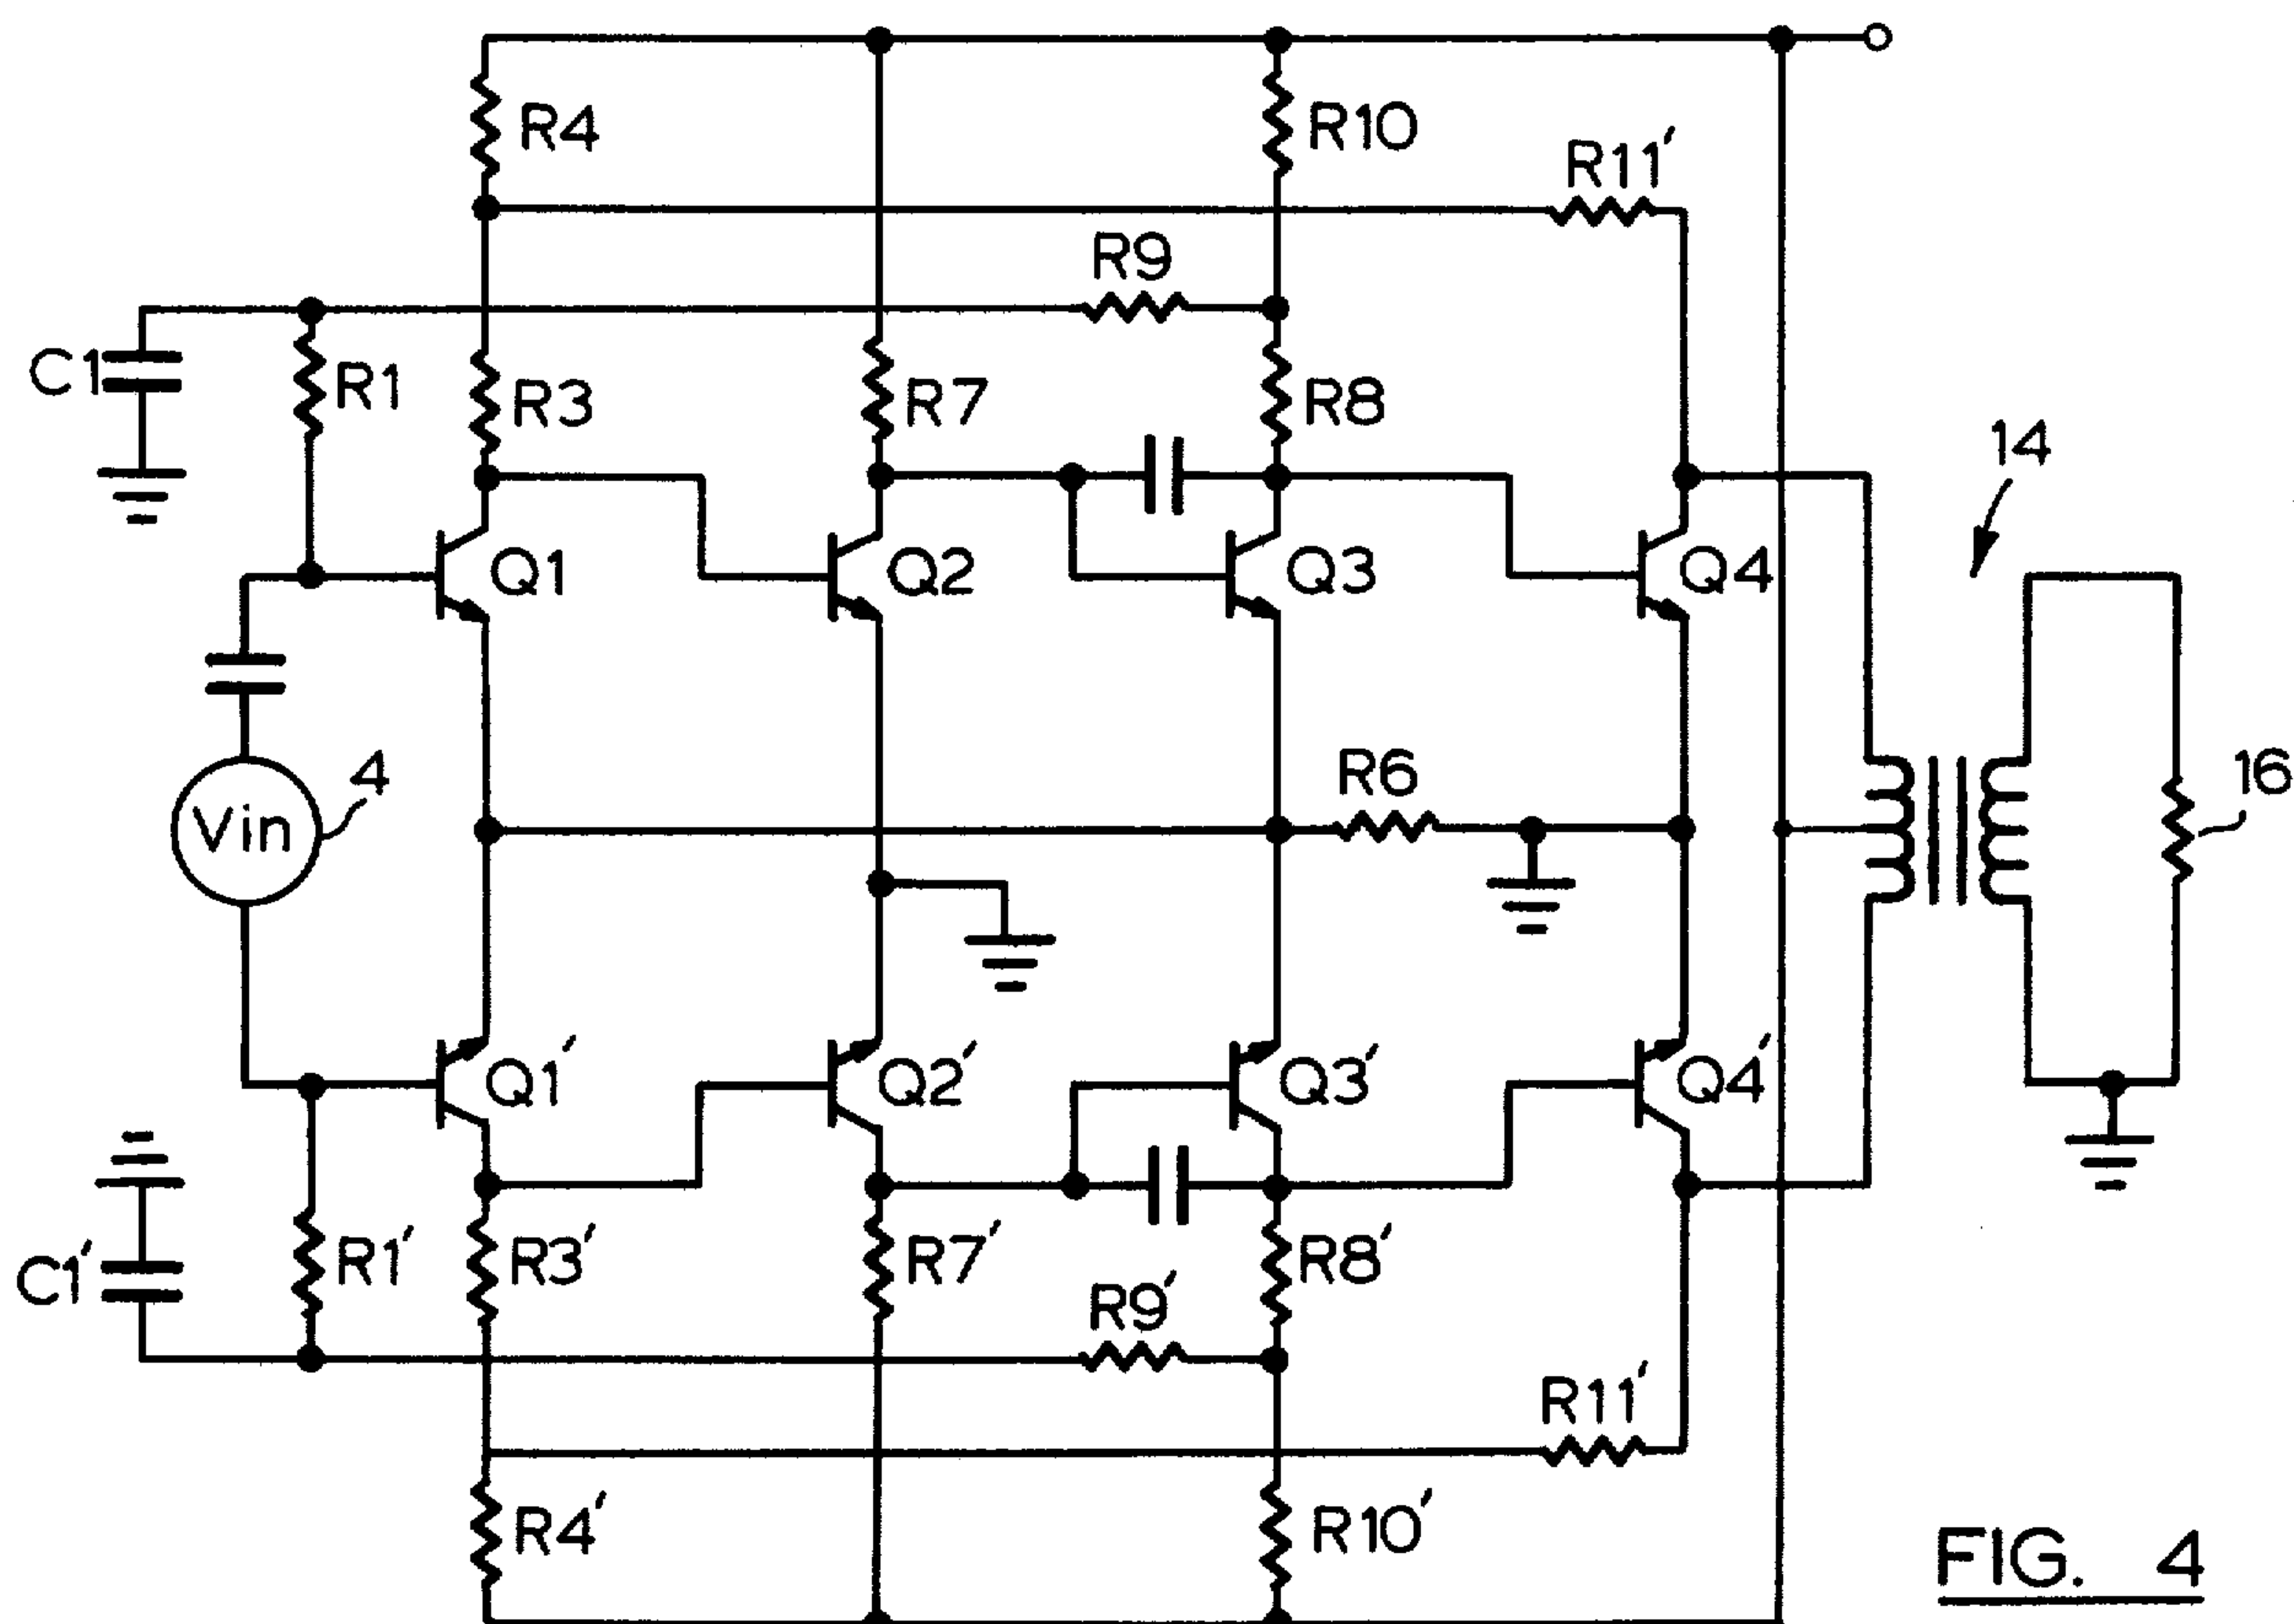 R4
R10
R11′
R9
C1
R1
R3
R7
R8
14
Q1
Q2
Q3
Q4
R6
16
4
Vin
Q1′
Q2′
Q3′
Q4′
C1′
R1′
R3′
R7′
R8′
R9′
R11′
R4′
R10′
FIG. 4